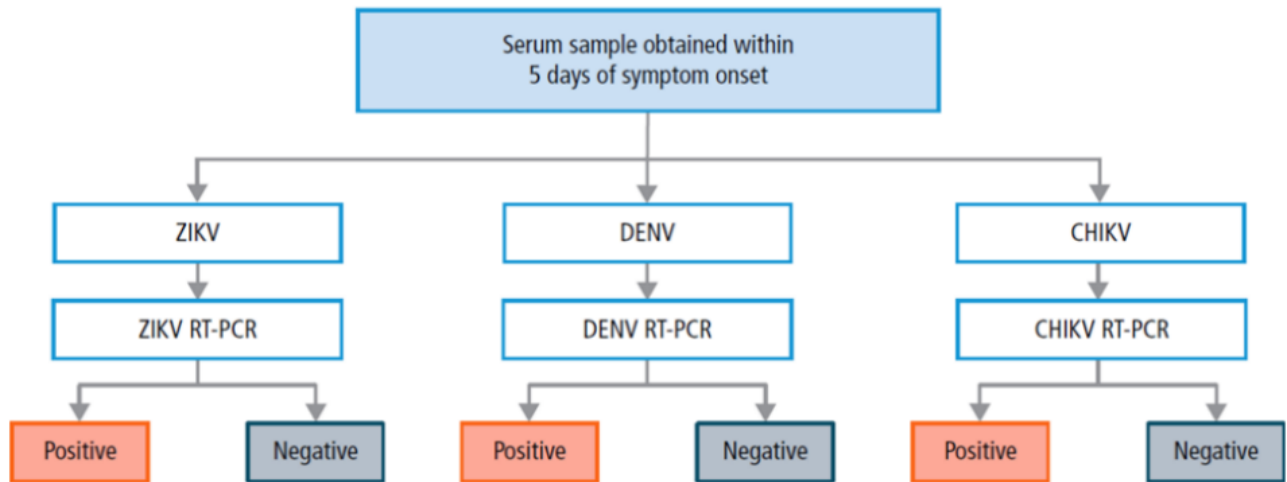 Serum sample obtained within
5 days of symptom onset
ZIKV
DENV
CHIKV
ZIKV RT-PCR
DENV RT-PCR
CHIKV RT-PCR
Positive
Negative
Positive
Negative
Positive
Negative